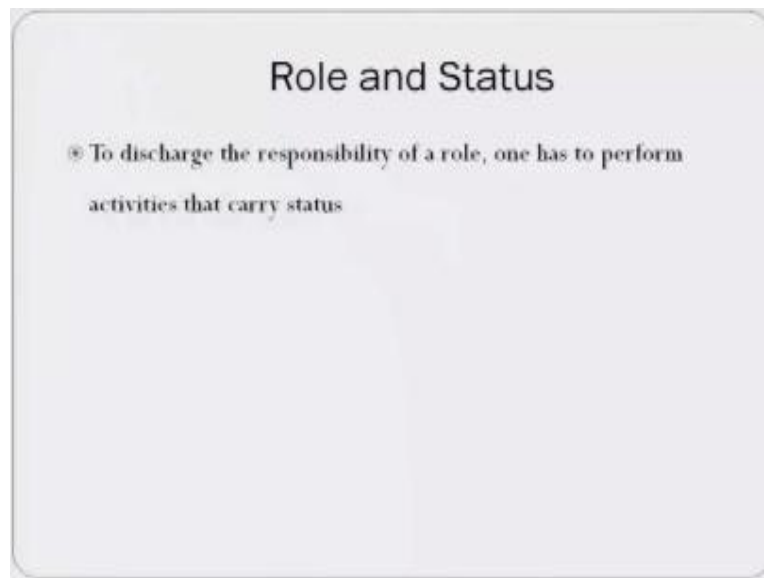 Role and Status
To discharge the responsibility of a role, one has to perform
activities that carry status